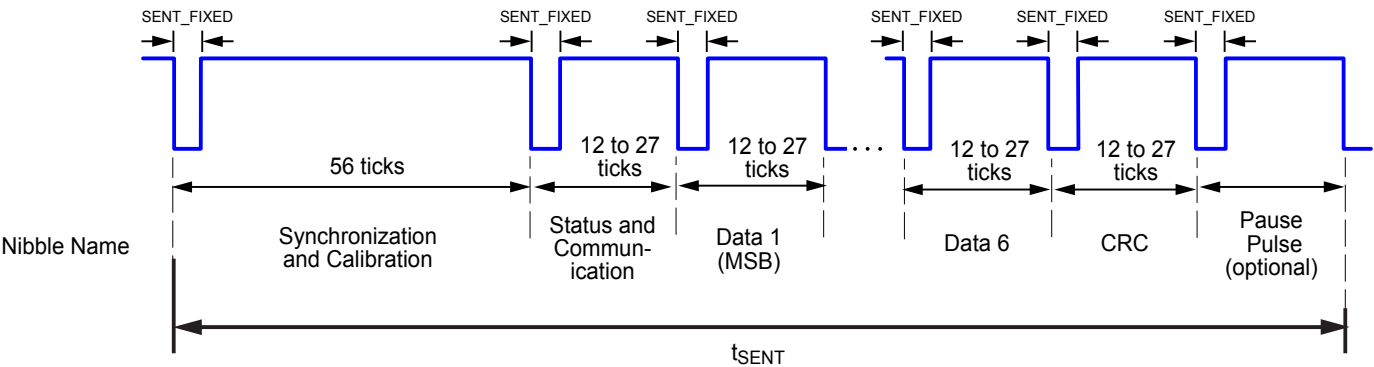 SENT_FIXED SENT_FIXED SENT_FIXED SENT_FIXED SENT_FIXED SENT_FIXED
56 ticks
12 to 27
ticks
12 to 27
ticks
. . .
12 to 27
ticks
12 to 27
ticks
Nibble Name
Synchronization
and Calibration
Status and
Commun-
ication
Data 1
(MSB)
Data 6
CRC
Pause
Pulse
(optional)
tSENT